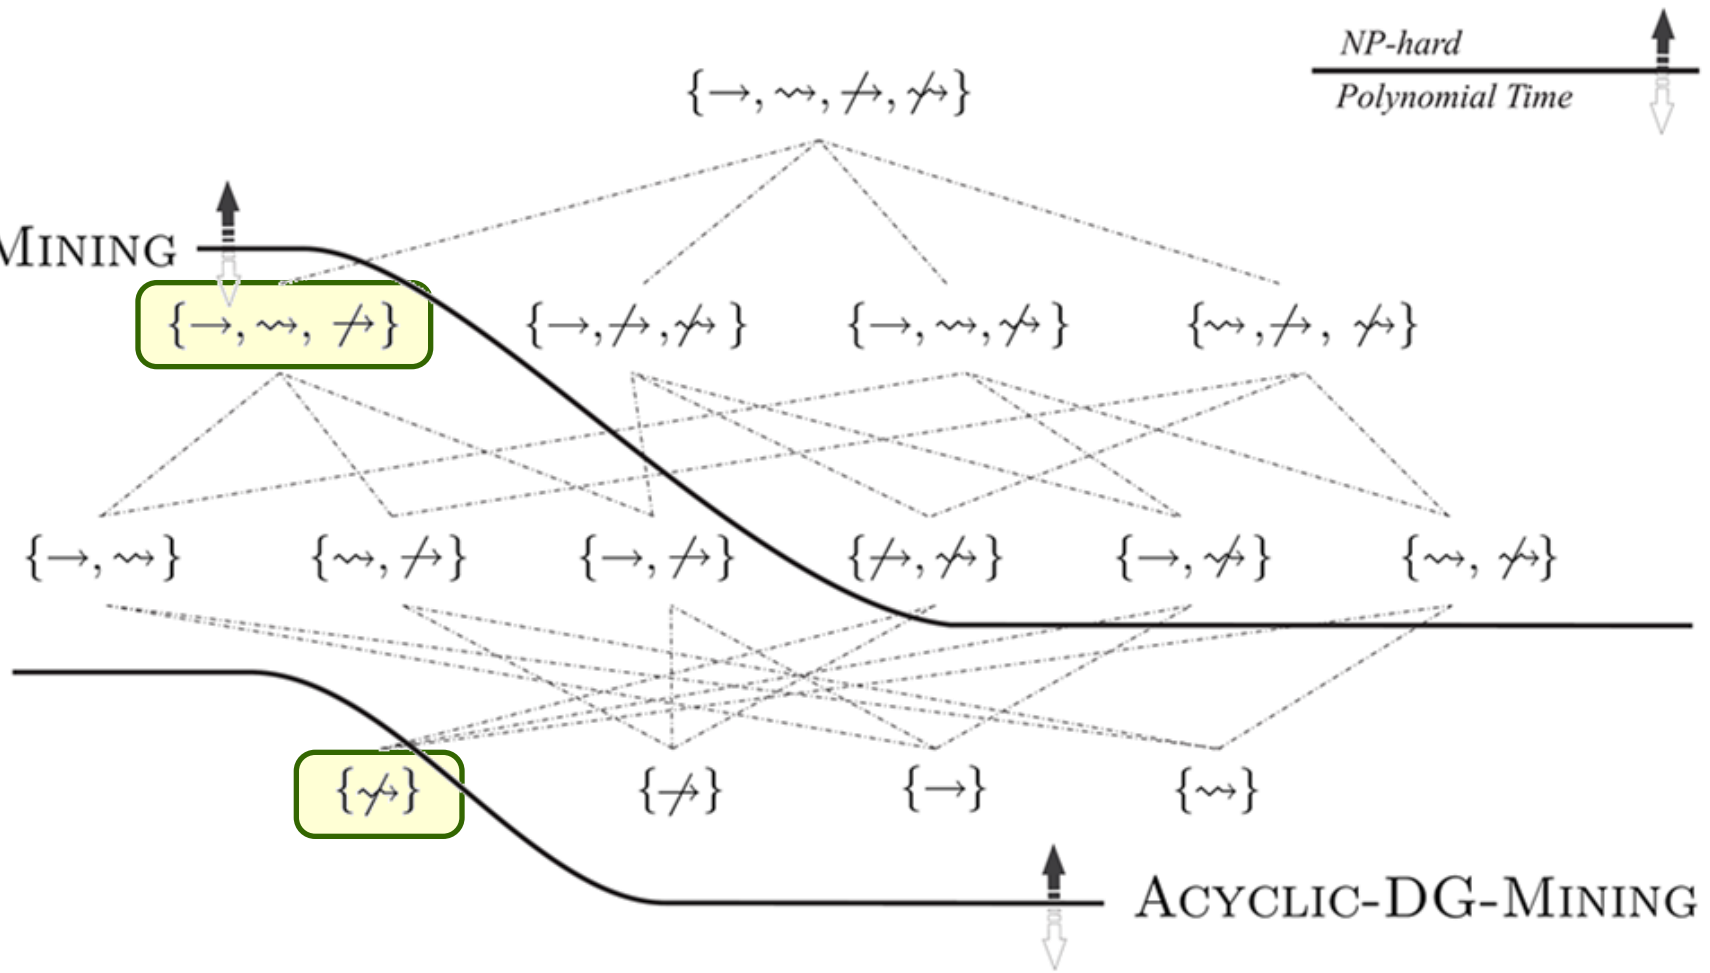 NP-hard
Polynomial Time
{→, ⇝, ↛, ⇝̸}
MINING
{→, ⇝, ↛}
{→, ↛, ⇝̸}
{→, ⇝, ⇝̸}
{⇝, ↛, ⇝̸}
{→, ⇝}
{⇝, ↛}
{→, ↛}
{↛, ⇝̸}
{→, ⇝̸}
{⇝, ⇝̸}
{⇝̸}
{↛}
{→}
{⇝}
ACYCLIC-DG-MINING